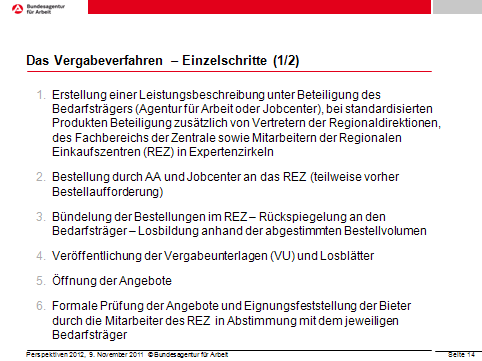 Bundesagentur
für Arbeit
Das Vergabeverfahren – Einzelschritte (1/2)
1. Erstellung einer Leistungsbeschreibung unter Beteiligung des
Bedarfsträgers (Agentur für Arbeit oder Jobcenter), bei standardisierten
Produkten Beteiligung zusätzlich von Vertretern der Regionaldirektionen,
des Fachbereichs der Zentrale sowie Mitarbeitern der Regionalen
Einkaufszentren (REZ) in Expertenzirkeln
2. Bestellung durch AA und Jobcenter an das REZ (teilweise vorher
Bestellaufforderung)
3. Bündelung der Bestellungen im REZ – Rückspiegelung an den
Bedarfsträger – Losbildung anhand der abgestimmten Bestellvolumen
4. Veröffentlichung der Vergabeunterlagen (VU) und Losblätter
5. Öffnung der Angebote
6. Formale Prüfung der Angebote und Eignungsfeststellung der Bieter
durch die Mitarbeiter des REZ in Abstimmung mit dem jeweiligen
Bedarfsträger
Perspektiven 2012, 9. November 2011 © Bundesagentur für Arbeit Seite 14